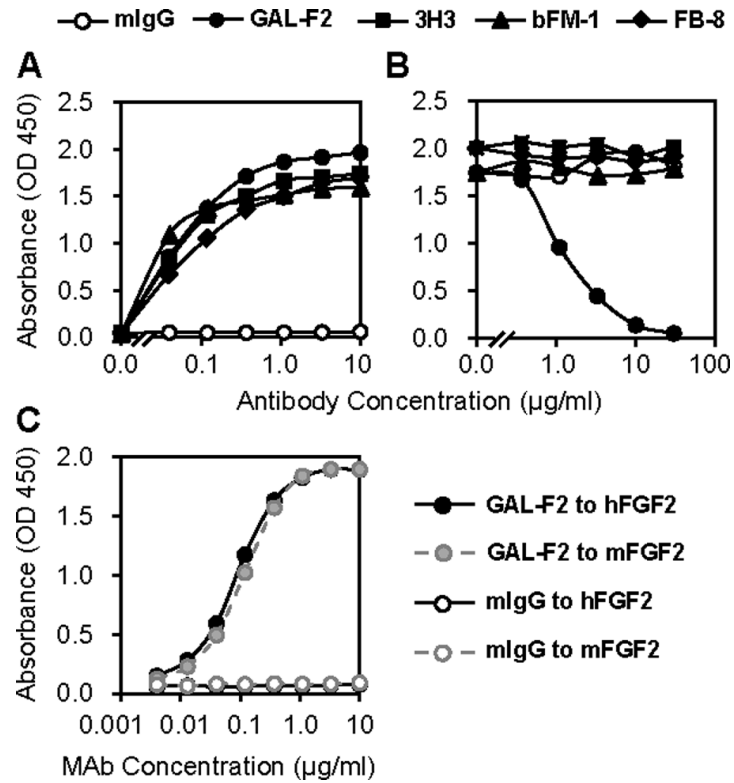 mIgG GAL-F2 3H3 bFM-1 FB-8
A
B
Absorbance (OD 450)
2.5
2.0
1.5
1.0
0.5
0.0
0.0 0.1 1.0 10
2.5
2.0
1.5
1.0
0.5
0.0
0.0 1.0 10 100
Antibody Concentration (µg/ml)
C
Absorbance (OD 450)
2.0
1.5
1.0
0.5
0.0
0.001 0.01 0.1 1.0 10
MAb Concentration (µg/ml)
GAL-F2 to hFGF2
GAL-F2 to mFGF2
mIgG to hFGF2
mIgG to mFGF2